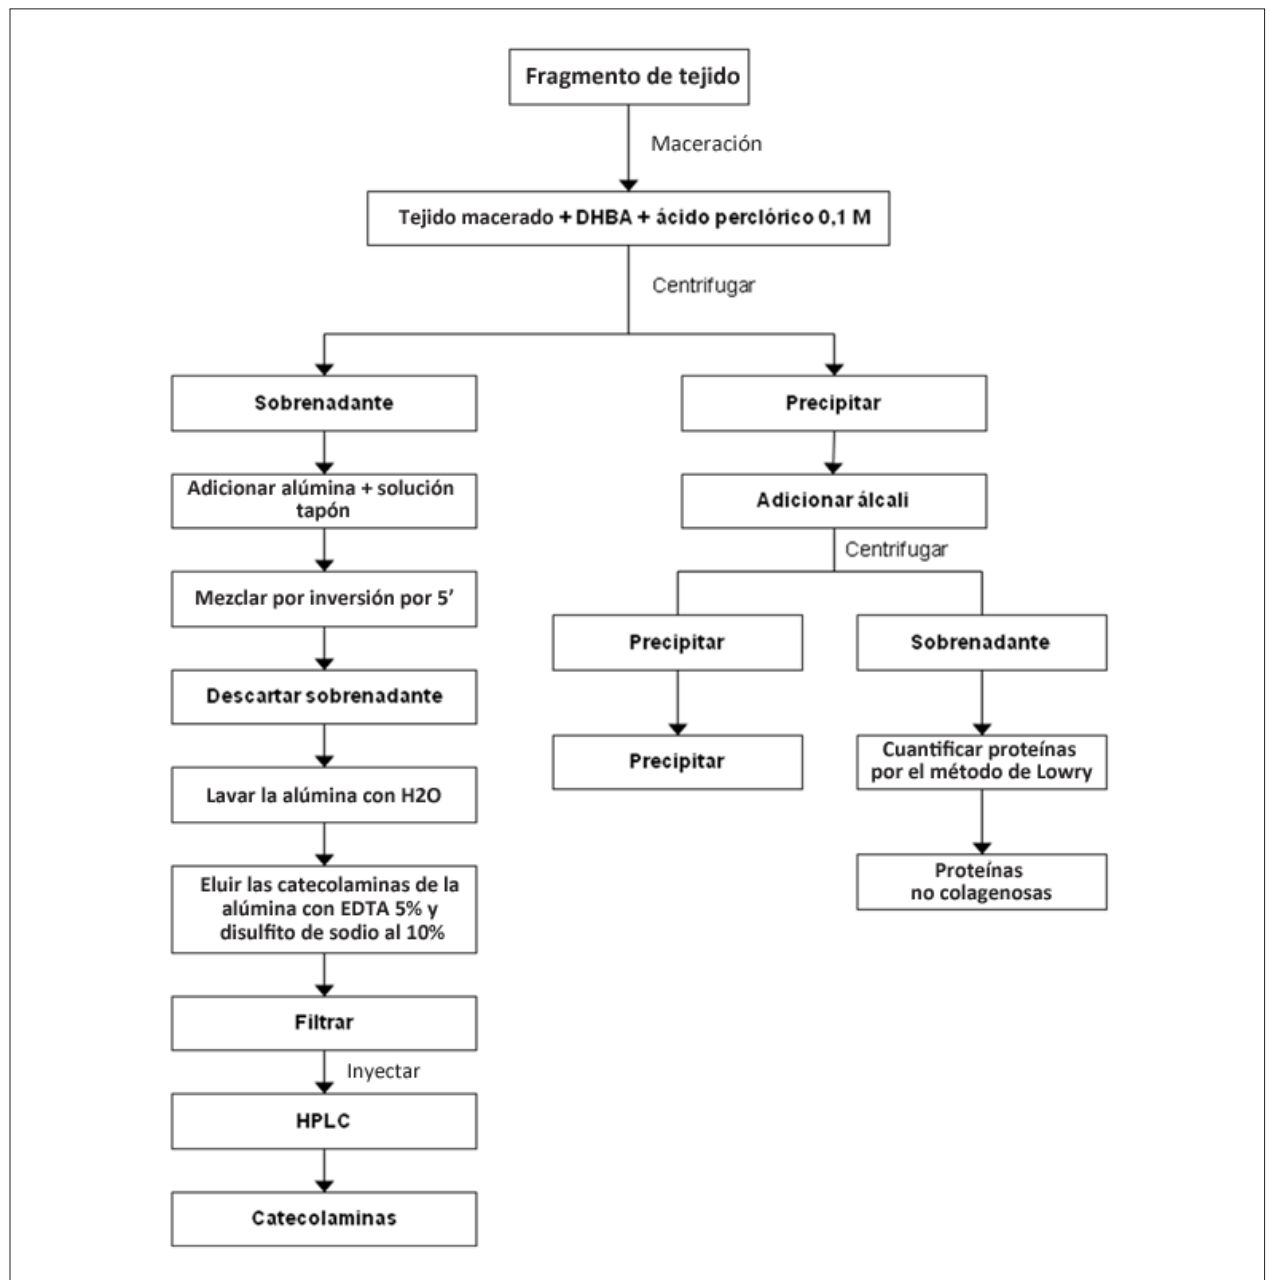 Fragmento de tejido
Maceración
Tejido macerado + DHBA + ácido perclórico 0,1 M
Centrifugar
Sobrenadante
Adicionar alúmina + solución
tapón
Mezclar por inversión por 5’
Descartar sobrenadante
Lavar la alúmina con H2O
Eluir las catecolaminas de la
alúmina con EDTA 5% y
disulfito de sodio al 10%
Filtrar
Inyectar
HPLC
Catecolaminas
Precipitar
Adicionar álcali
Centrifugar
Precipitar
Precipitar
Sobrenadante
Cuantificar proteínas
por el método de Lowry
Proteínas
no colagenosas